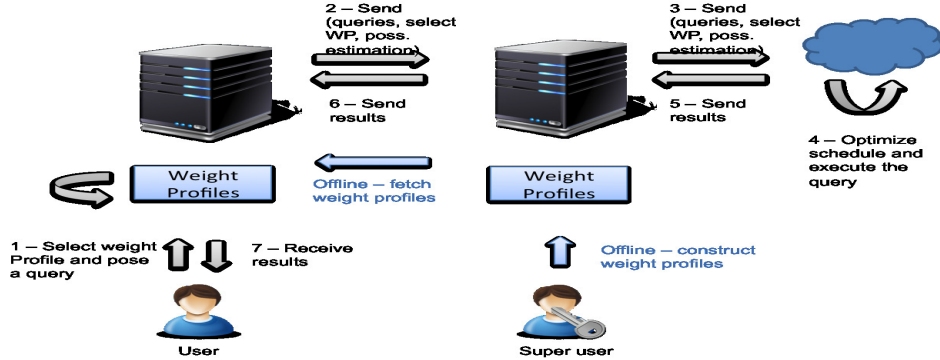 2 – Send
(queries, select
WP, poss.
estimation)
3 – Send
(queries, select
WP, poss.
estimation)
6 – Send
results
5 – Send
results
4 – Optimize
schedule and
execute the
query
Weight
Profiles
Offline – fetch
weight profiles
Weight
Profiles
1 – Select weight
Profile and pose
a query
7 – Receive
results
Offline – construct
weight profiles
User
Super user